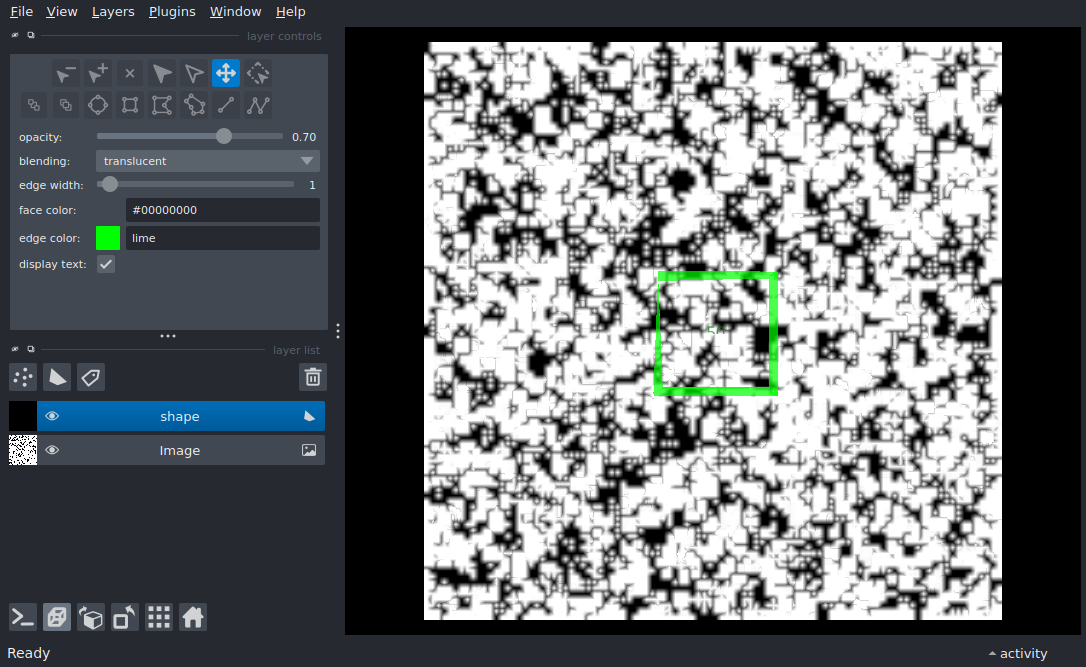 File View Layers Plugins Window Help
layer controls
opacity: 0.70
blending: translucent
edge width: 1
face color: #00000000
edge color: lime
display text:
layer list
shape
Image
Ready
activity